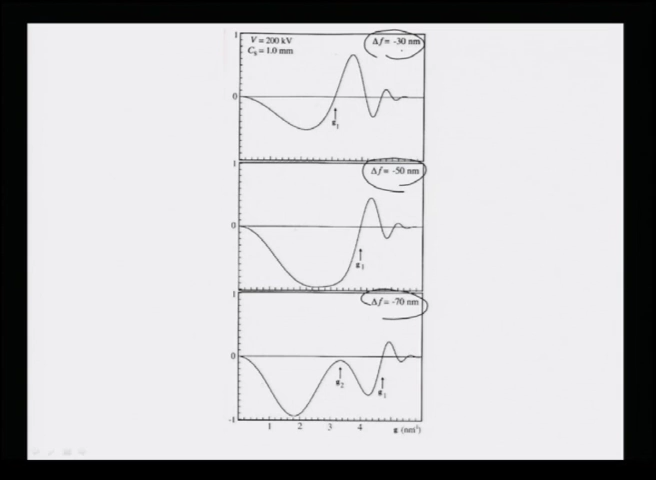 1
V = 200 kV
Cs = 1.0 mm
Δf = -30 nm
0
g1
1
Δf = -50 nm
0
g1
1
Δf = -70 nm
0
g2
g1
-1
1 2 3 4 g (nm-1)